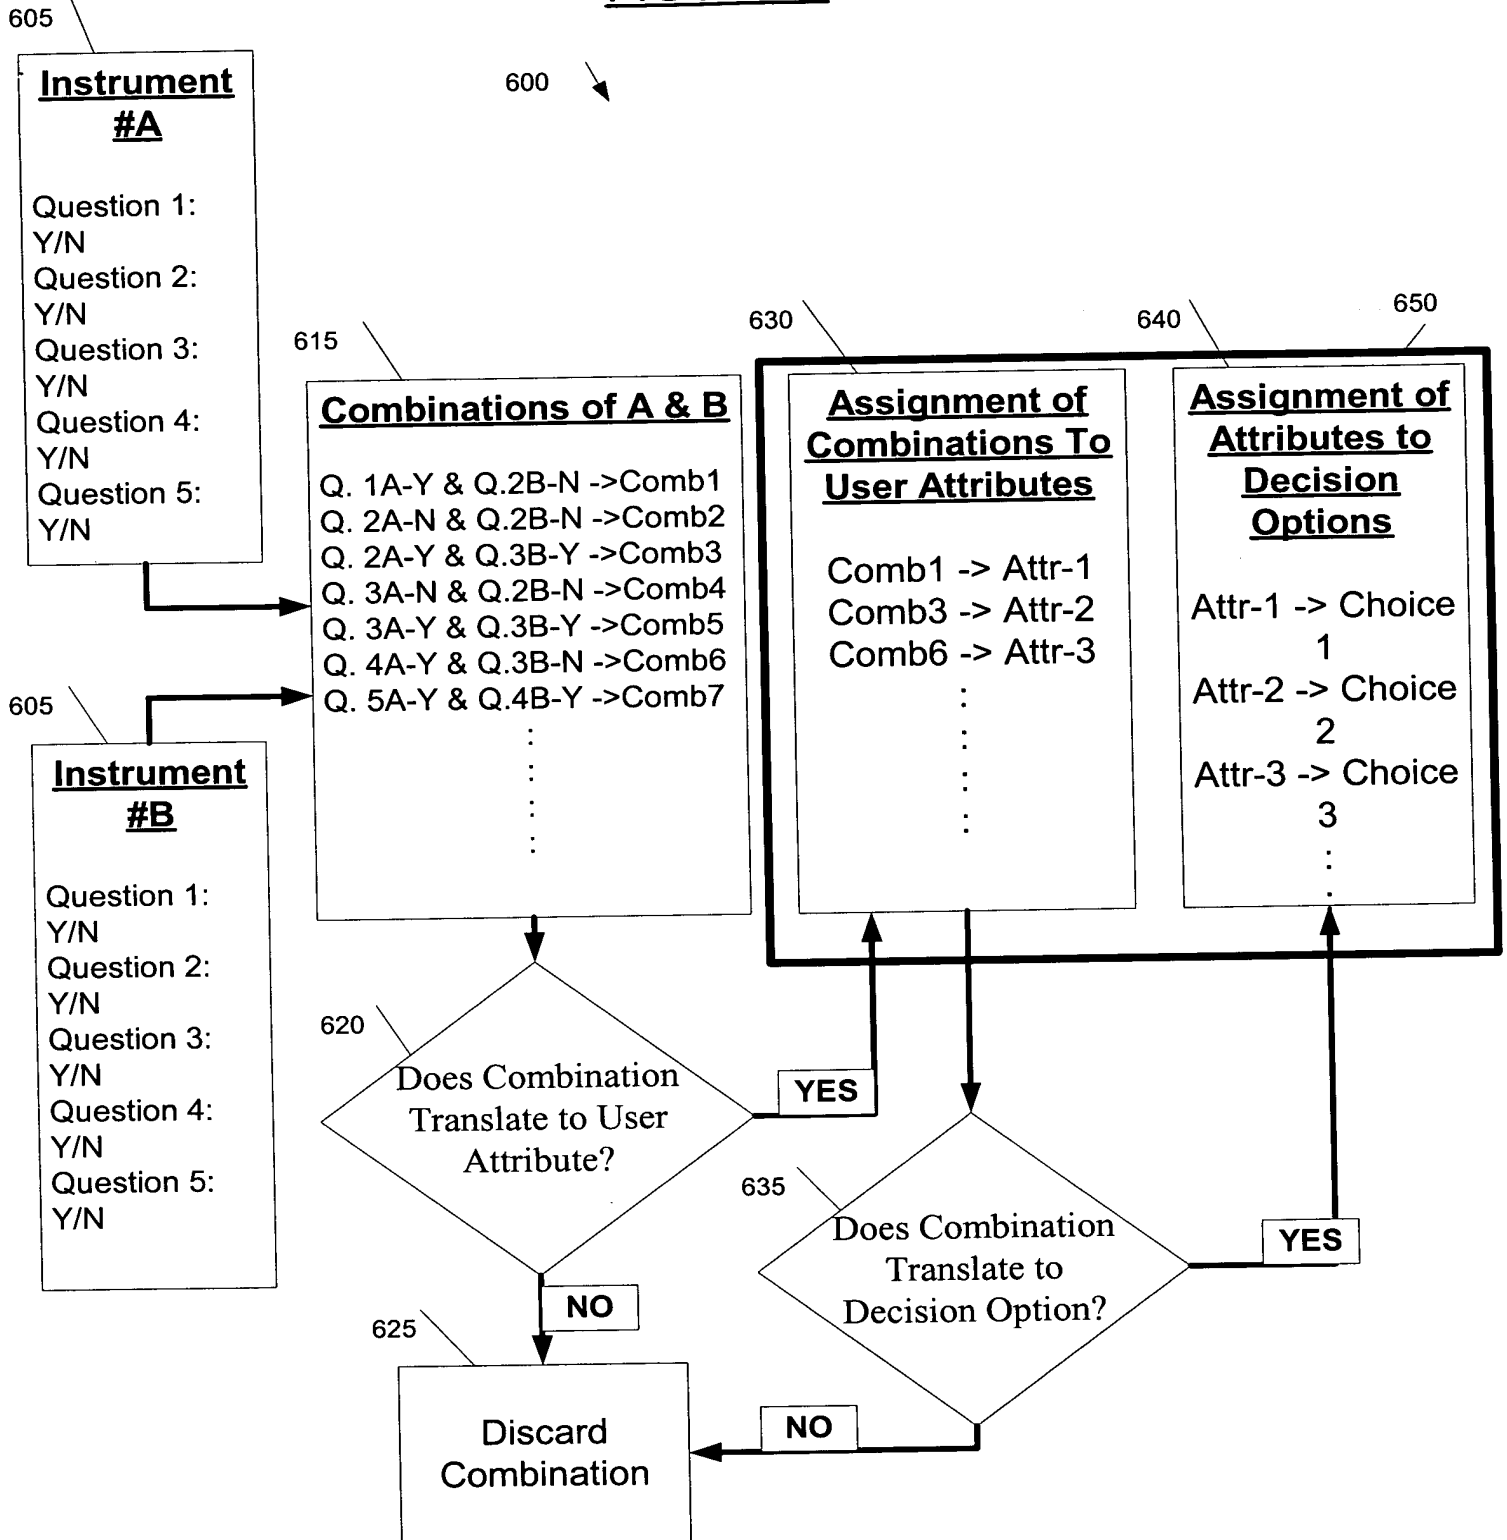 605
Instrument
#A
Question 1:
Y/N
Question 2:
Y/N
Question 3:
Y/N
Question 4:
Y/N
Question 5:
Y/N
600
615
Combinations of A & B
Q. 1A-Y & Q.2B-N ->Comb1
Q. 2A-N & Q.2B-N ->Comb2
Q. 2A-Y & Q.3B-Y ->Comb3
Q. 3A-N & Q.2B-N ->Comb4
Q. 3A-Y & Q.3B-Y ->Comb5
Q. 4A-Y & Q.3B-N ->Comb6
Q. 5A-Y & Q.4B-Y ->Comb7
630
Assignment of
Combinations To
User Attributes
Comb1 -> Attr-1
Comb3 -> Attr-2
Comb6 -> Attr-3
640
650
Assignment of
Attributes to
Decision
Options
Attr-1 -> Choice
1
Attr-2 -> Choice
2
Attr-3 -> Choice
3
605
Instrument
#B
Question 1:
Y/N
Question 2:
Y/N
Question 3:
Y/N
Question 4:
Y/N
Question 5:
Y/N
620
Does Combination
Translate to User
Attribute?
YES
NO
635
Does Combination
Translate to
Decision Option?
YES
NO
625
Discard
Combination